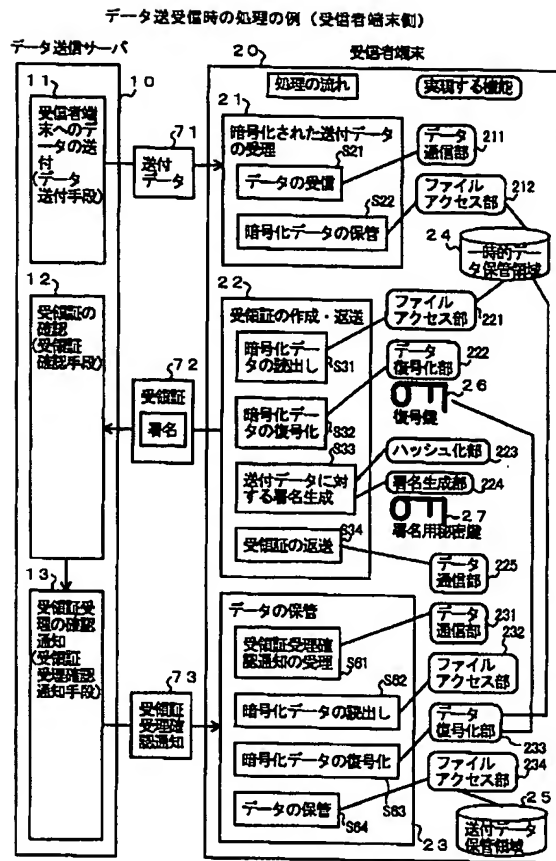 データ送受信時の処理の例（受信者端末側）
データ送信サーバ
受信者端末
10
20
処理の流れ
実現する機能
11
受信者端
末へのデ
ータの送
付
(データ
送付手段)
71
送付
データ
21
暗号化された送付データ
の受理
S21
データの受信
S22
暗号化データの保管
データ
通信部
211
ファイル
アクセス部
212
24
一時的デー
タ保管領域
12
受領証の
確認
(受領証
確認手段)
72
受領証
署名
22
受領証の作成・返送
暗号化デー
タの読出し
S31
暗号化デー
タの復号化
S32
S33
送付データに対
する署名生成
S34
受領証の返送
ファイル
アクセス部
221
データ
復号化部
222
26
復号鍵
ハッシュ化部
223
署名生成部
224
27
署名用秘密鍵
データ
通信部
225
13
受領証受
理の確認
通知
(受領証
受理確認
通知手段)
73
受領証
受理確
認通知
データの保管
受領証受理確
認通知の受理
S61
S62
暗号化データの読出し
暗号化データの復号化
S63
データの保管
S64
23
データ
通信部
231
232
ファイル
アクセス部
データ
復号化部
233
ファイル
アクセス部
234
25
送付データ
保管領域